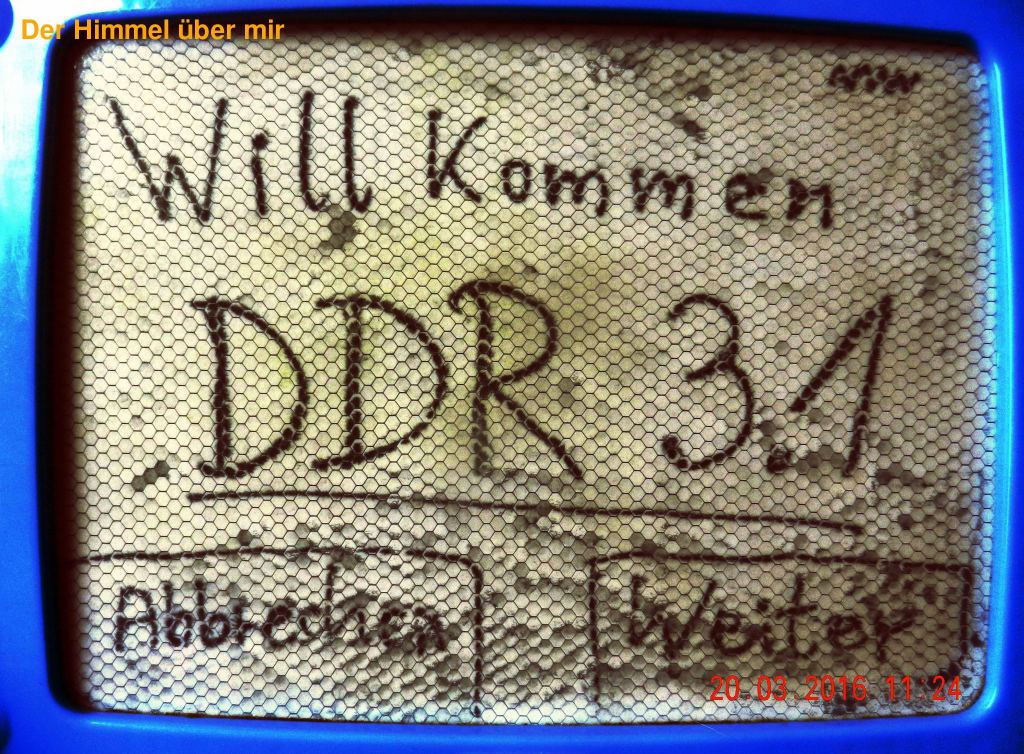 Der Himmel über mir
Will Kommen
DDR 3.1
Abbrechen Weiter
20.03.2016 11:24